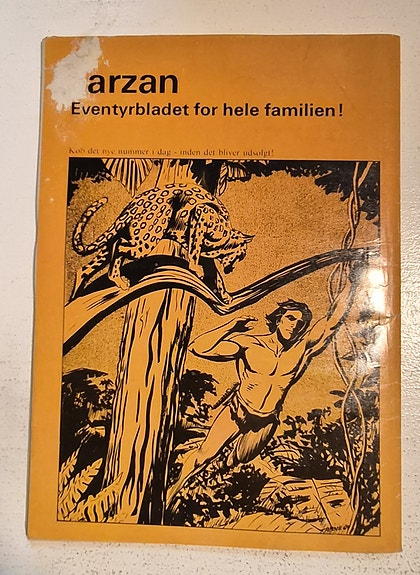 arzan
Eventyrbladet for hele familien!
Køb det nye nummer i dag - inden det bliver udsolgt!